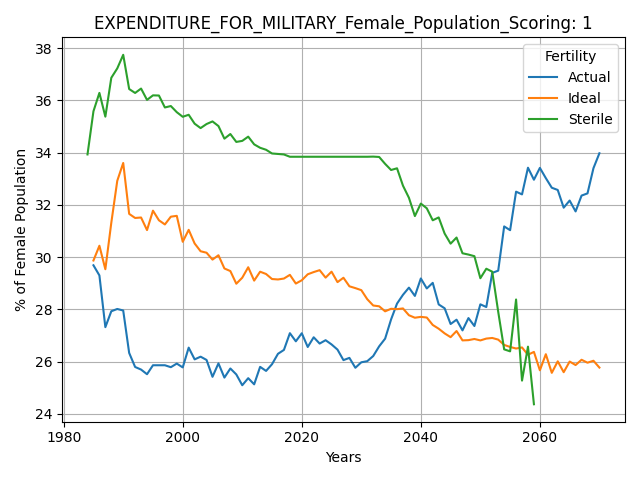 EXPENDITURE_FOR_MILITARY_Female_Population_Scoring: 1
Fertility
Actual
Ideal
Sterile
% of Female Population
38
36
34
32
30
28
26
24
1980
2000
2020
2040
2060
Years